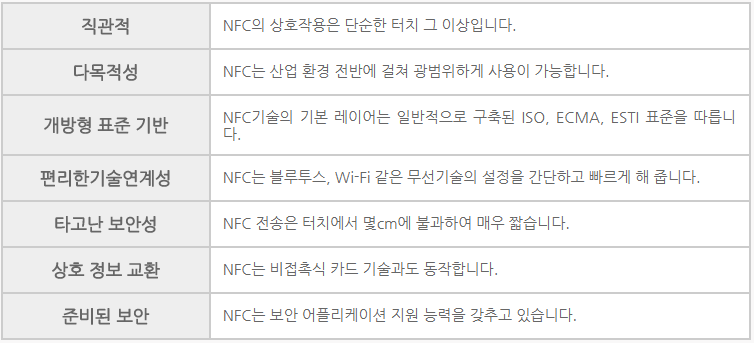 직관적
NFC의 상호작용은 단순한 터치 그 이상입니다.
다목적성
NFC는 산업 환경 전반에 걸쳐 광범위하게 사용이 가능합니다.
개방형 표준 기반
NFC기술의 기본 레이어는 일반적으로 구축된 ISO, ECMA, ESTI 표준을 따릅니
다.
편리한기술연계성
NFC는 블루투스, Wi-Fi 같은 무선기술의 설정을 간단하고 빠르게 해 줍니다.
타고난 보안성
NFC 전송은 터치에서 몇cm에 불과하여 매우 짧습니다.
상호 정보 교환
NFC는 비접촉식 카드 기술과도 동작합니다.
준비된 보안
NFC는 보안 어플리케이션 지원 능력을 갖추고 있습니다.